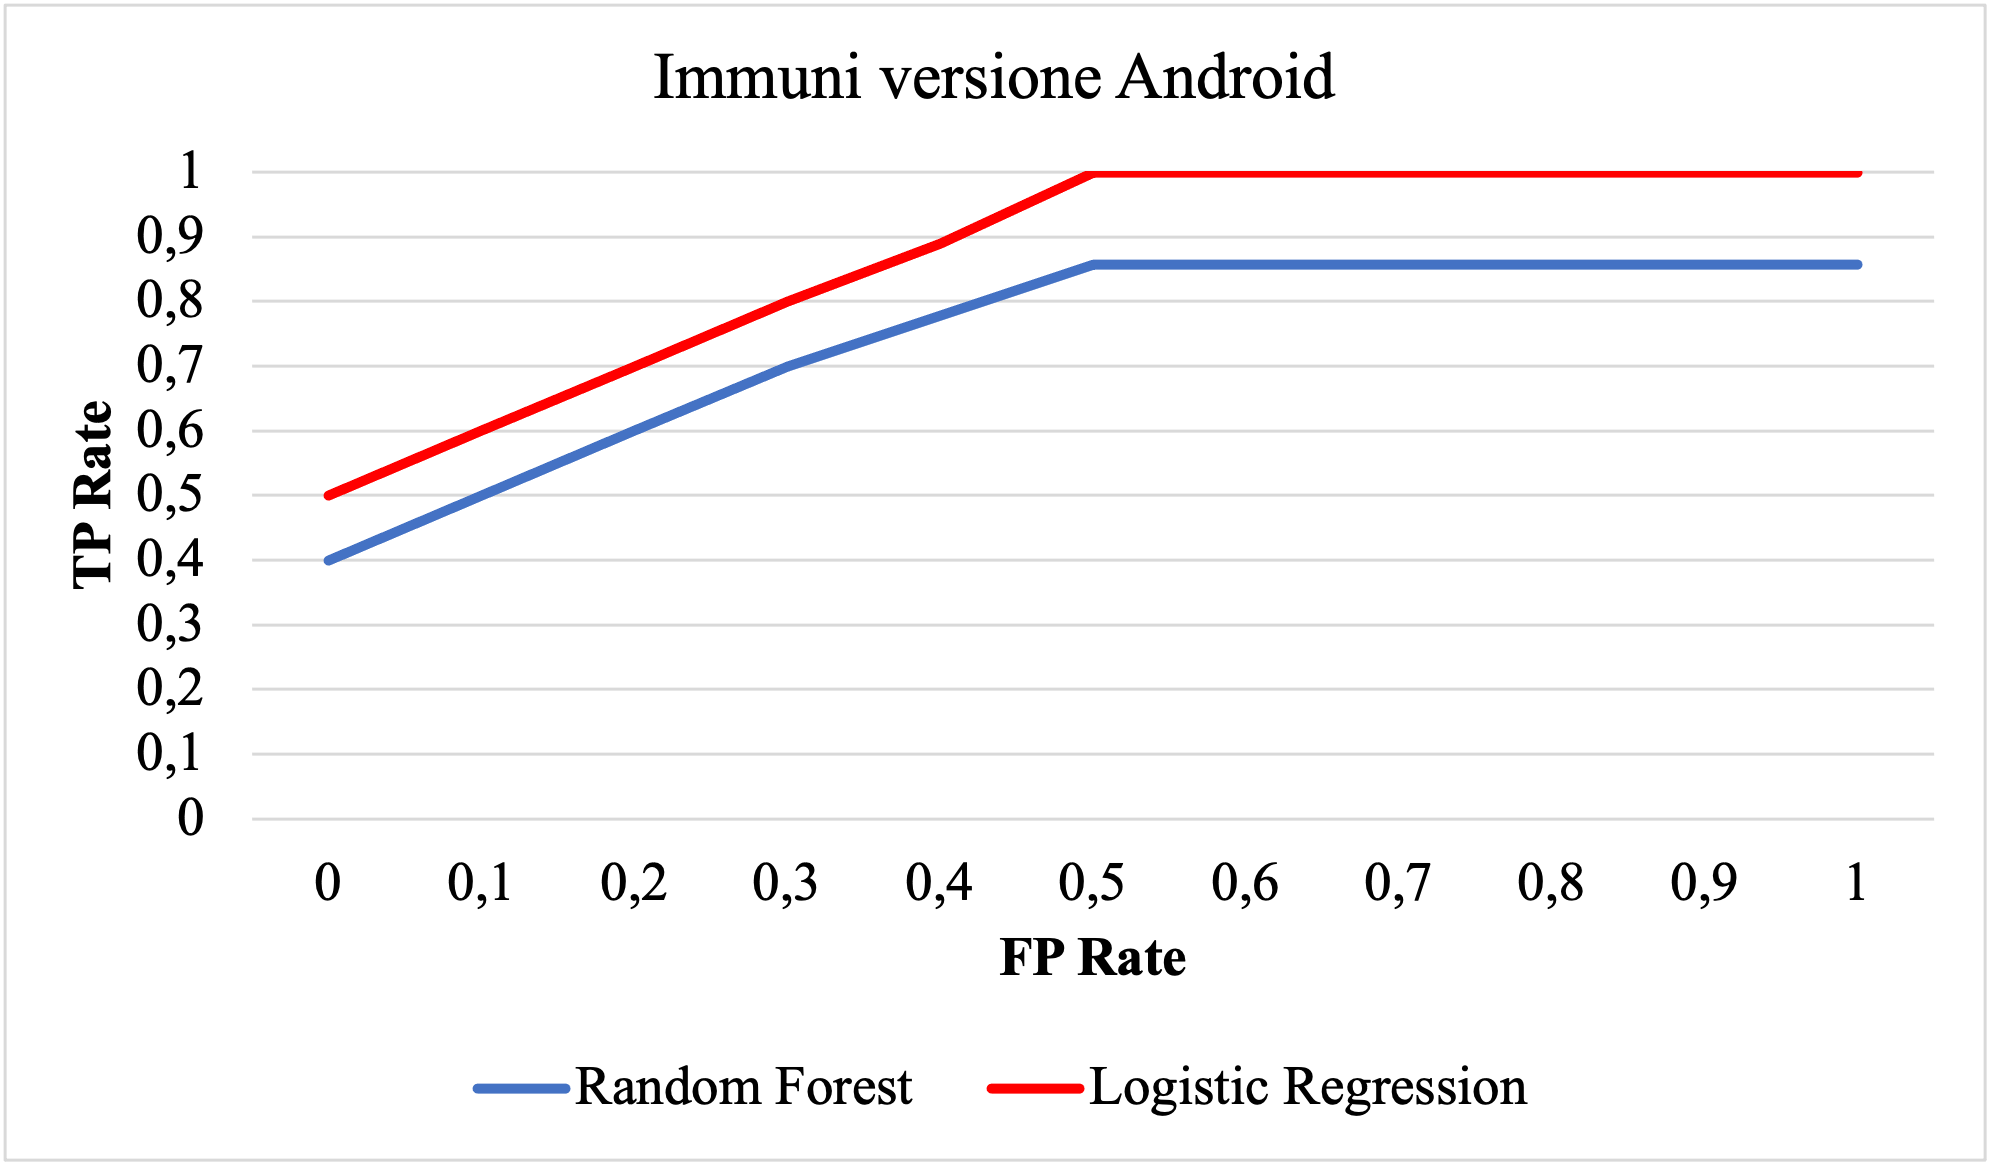 Immuni versione Android
1
0,9
0,8
0,7
0,6
0,5
0,4
0,3
0,2
0,1
0
TP Rate
0 0,1 0,2 0,3 0,4 0,5 0,6 0,7 0,8 0,9 1
FP Rate
Random Forest Logistic Regression